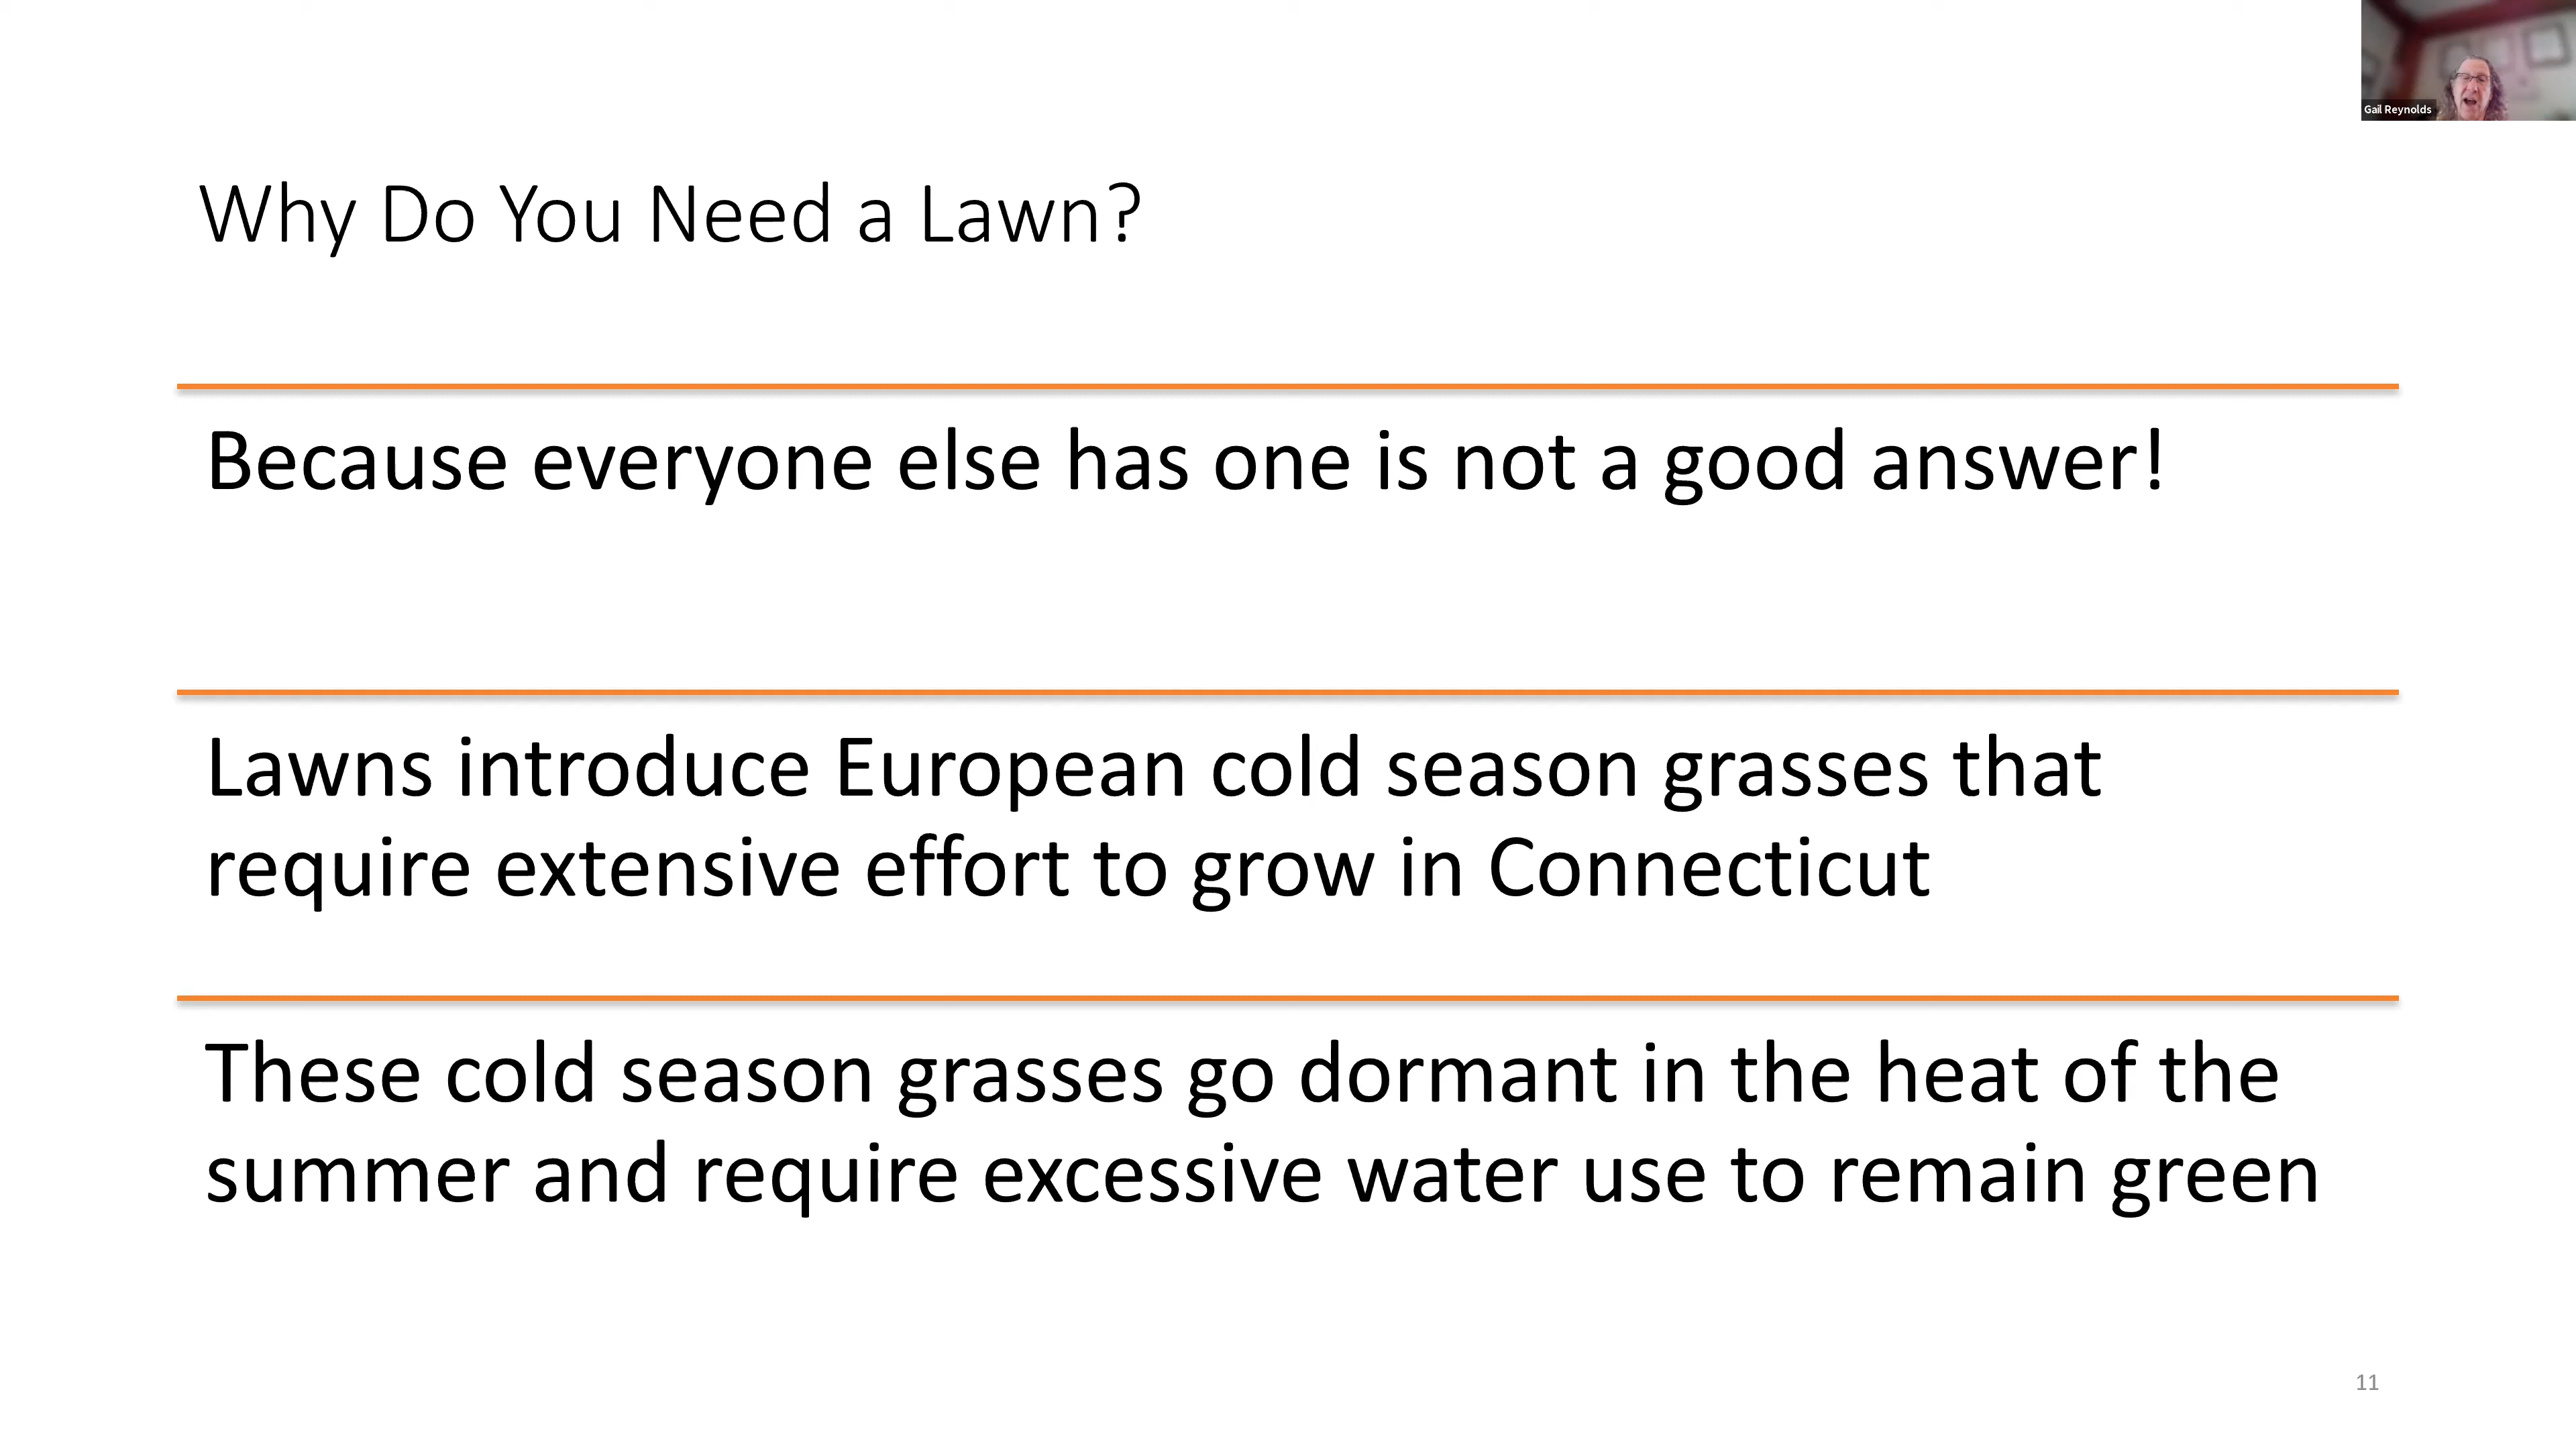 Gail Reynolds
Why Do You Need a Lawn?
Because everyone else has one is not a good answer!
Lawns introduce European cold season grasses that
require extensive effort to grow in Connecticut
These cold season grasses go dormant in the heat of the
summer and require excessive water use to remain green
11